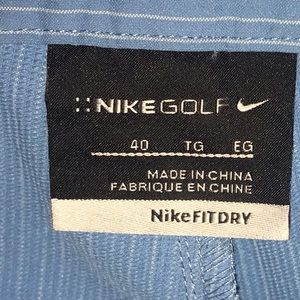 NIKEGOLF
40 TG EG
MADE IN CHINA
FABRIQUE EN CHINE
NikeFITDRY